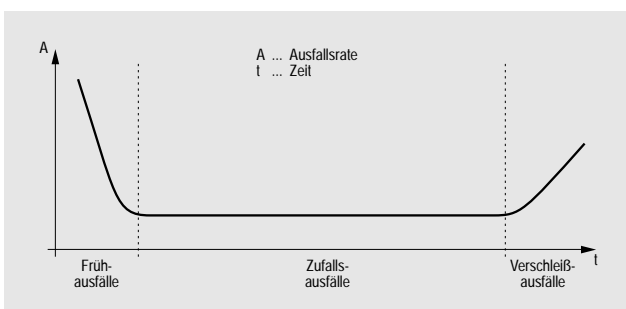 A
A ... Ausfallsrate
t ... Zeit
t
Früh-
ausfälle
Zufalls-
ausfälle
Verschleiß-
ausfälle